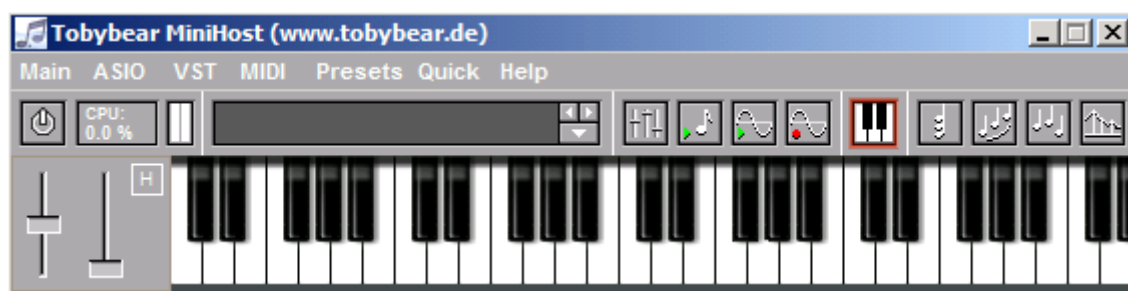 Tobybear MiniHost (www.tobybear.de)
Main ASIO VST MIDI Presets Quick Help
CPU:
0.0 %
H